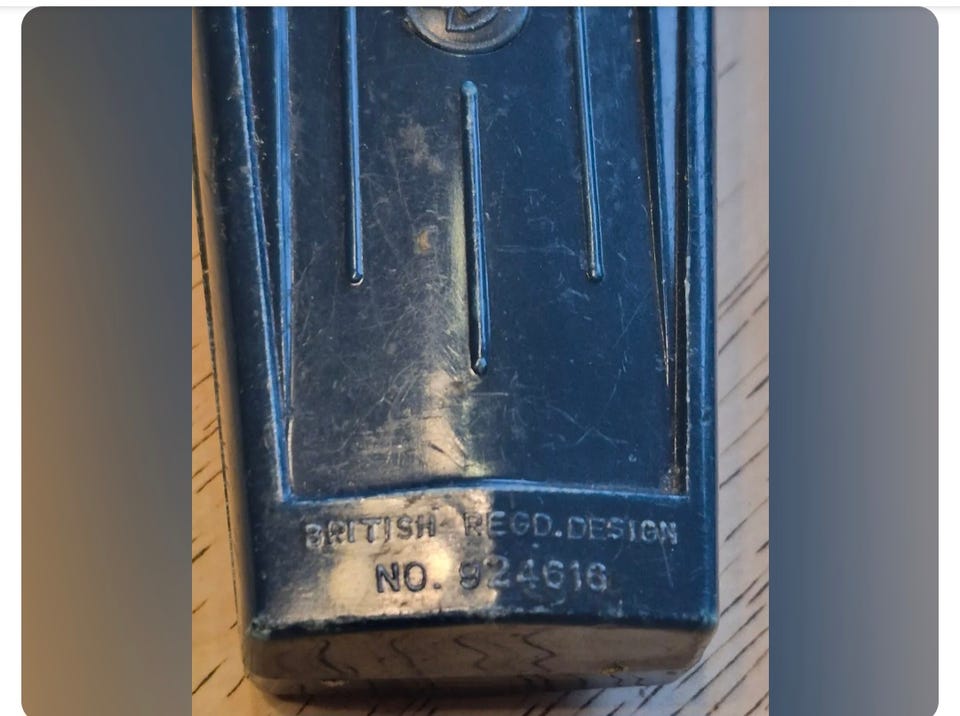 BRITISH REGD. DESIGN
NO. 924616